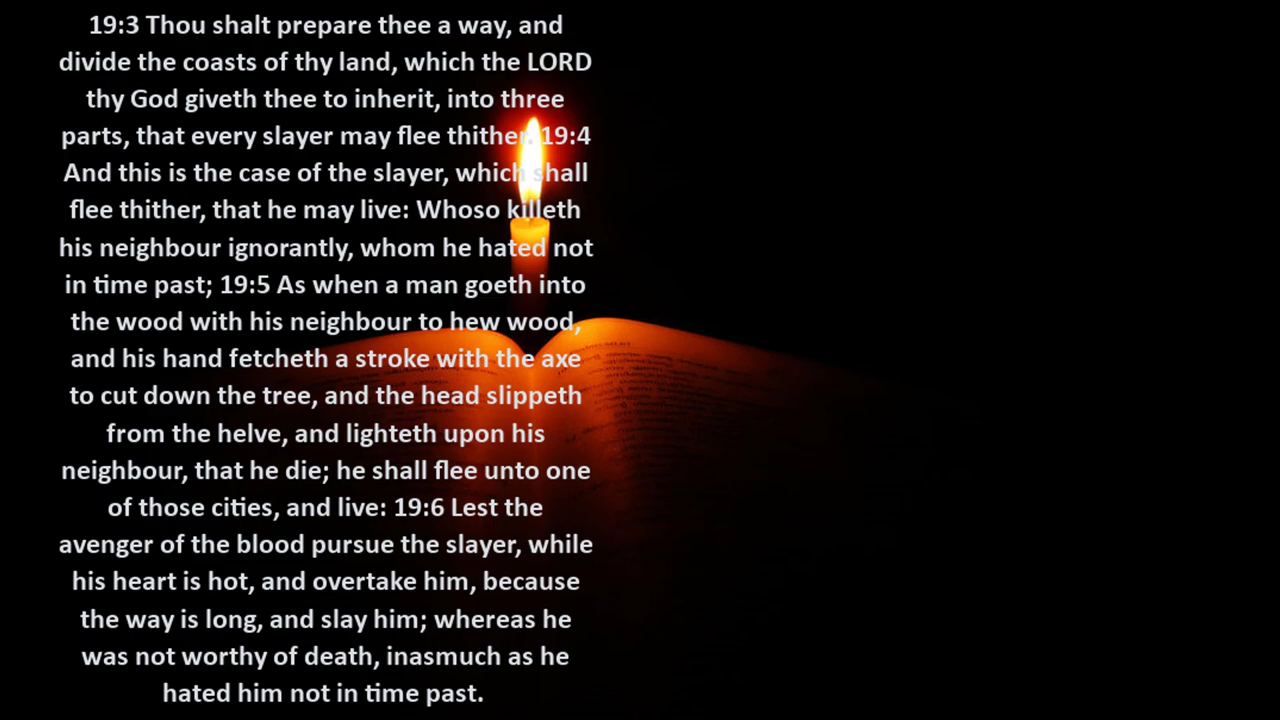 19:3 Thou shalt prepare thee a way, and
divide the coasts of thy land, which the LORD
thy God giveth thee to inherit, into three
parts, that every slayer may flee thither. 19:4
And this is the case of the slayer, which shall
flee thither, that he may live: Whoso killeth
his neighbour ignorantly, whom he hated not
in time past; 19:5 As when a man goeth into
the wood with his neighbour to hew wood,
and his hand fetcheth a stroke with the axe
to cut down the tree, and the head slippeth
from the helve, and lighteth upon his
neighbour, that he die; he shall flee unto one
of those cities, and live: 19:6 Lest the
avenger of the blood pursue the slayer, while
his heart is hot, and overtake him, because
the way is long, and slay him; whereas he
was not worthy of death, inasmuch as he
hated him not in time past.